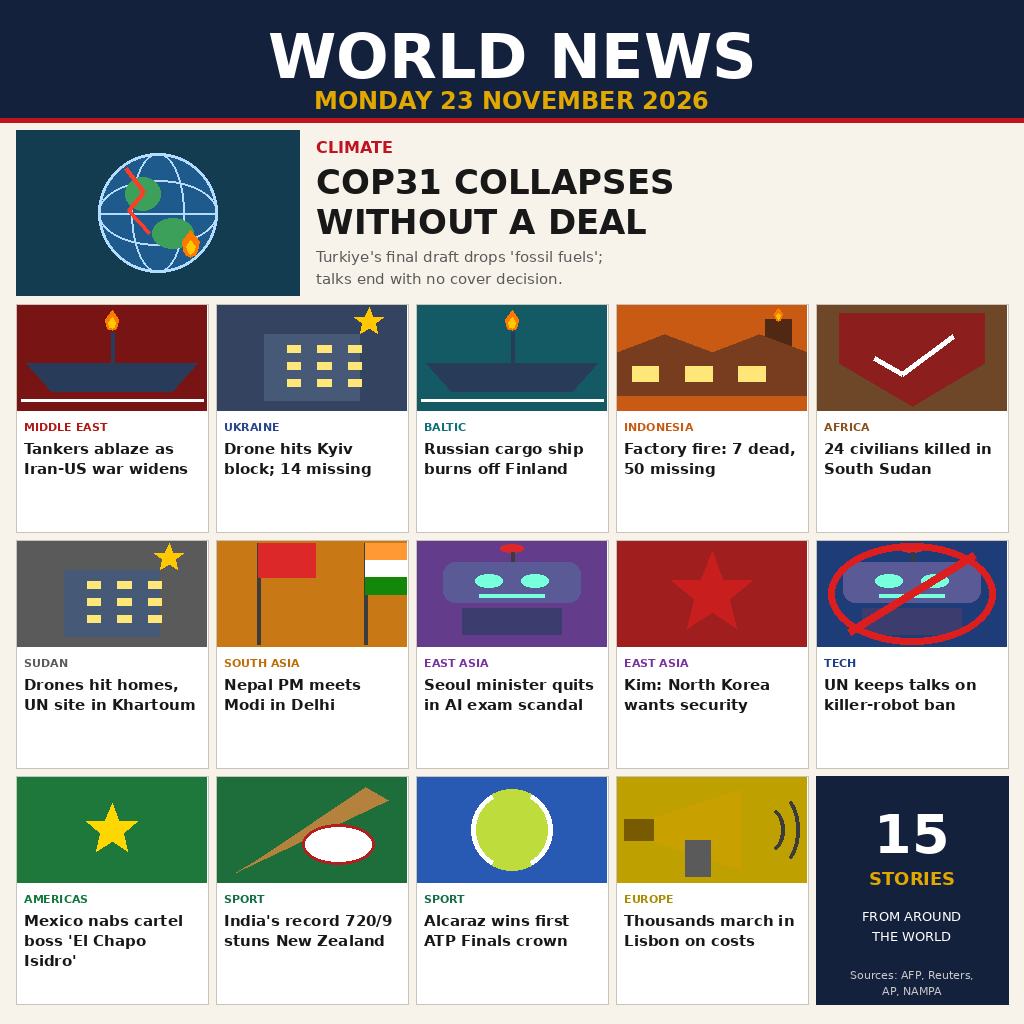 WORLD NEWS
MONDAY 23 NOVEMBER 2026
CLIMATE
COP31 COLLAPSES
WITHOUT A DEAL
Turkiye's final draft drops 'fossil fuels';
talks end with no cover decision.
MIDDLE EAST
Tankers ablaze as
Iran-US war widens
UKRAINE
Drone hits Kyiv
block; 14 missing
BALTIC
Russian cargo ship
burns off Finland
INDONESIA
Factory fire: 7 dead,
50 missing
AFRICA
24 civilians killed in
South Sudan
SUDAN
Drones hit homes,
UN site in Khartoum
SOUTH ASIA
Nepal PM meets
Modi in Delhi
EAST ASIA
Seoul minister quits
in AI exam scandal
EAST ASIA
Kim: North Korea
wants security
TECH
UN keeps talks on
killer-robot ban
AMERICAS
Mexico nabs cartel
boss 'El Chapo
Isidro'
SPORT
India's record 720/9
stuns New Zealand
SPORT
Alcaraz wins first
ATP Finals crown
EUROPE
Thousands march in
Lisbon on costs
15
STORIES
FROM AROUND
THE WORLD
Sources: AFP, Reuters,
AP, NAMPA